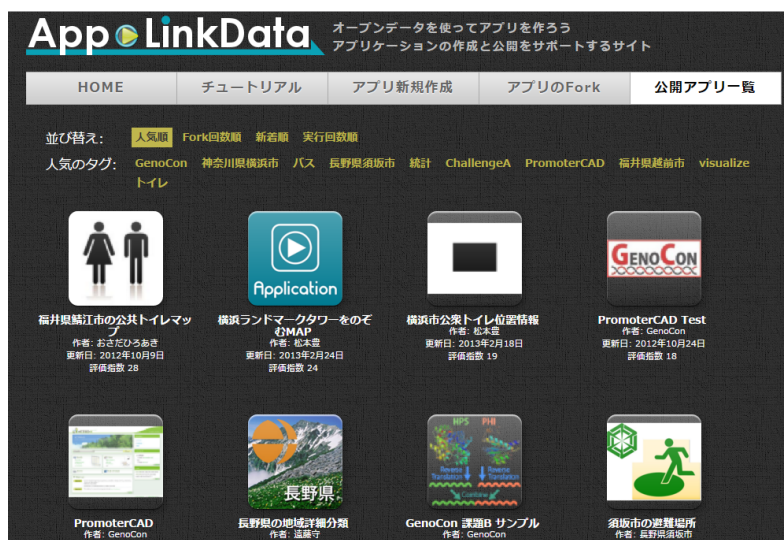 App LinkData
オープンデータを使ってアプリを作ろう
アプリケーションの作成と公開をサポートするサイト
HOME チュートリアル アプリ新規作成 アプリのFork 公開アプリ一覧
並び替え: 人気順 Fork回数順 新着順 実行回数順
人気のタグ: GenoCon 神奈川県横浜市 バス 長野県須坂市 統計 ChallengeA PromoterCAD 福井県越前市 visualize
トイレ
Application
GENOCON
福井県鯖江市の公共トイレマッ
プ
作者: おさだひろあき
更新日: 2012年10月9日
評価指数 28
横浜ランドマークタワーをのぞ
むMAP
作者: 松本豊
更新日: 2013年2月24日
評価指数 24
横浜市公衆トイレ位置情報
作者: 松本豊
更新日: 2013年2月18日
評価指数 19
PromoterCAD Test
作者: GenoCon
更新日: 2012年10月24日
評価指数 18
長野県
HPS PHI
Reverse
Translation
Reverse
Translation
Combine
PromoterCAD
作者: GenoCon
長野県の地域詳細分類
作者: 遠藤守
GenoCon 課題B サンプル
作者: GenoCon
須坂市の避難場所
作者: 長野県須坂市